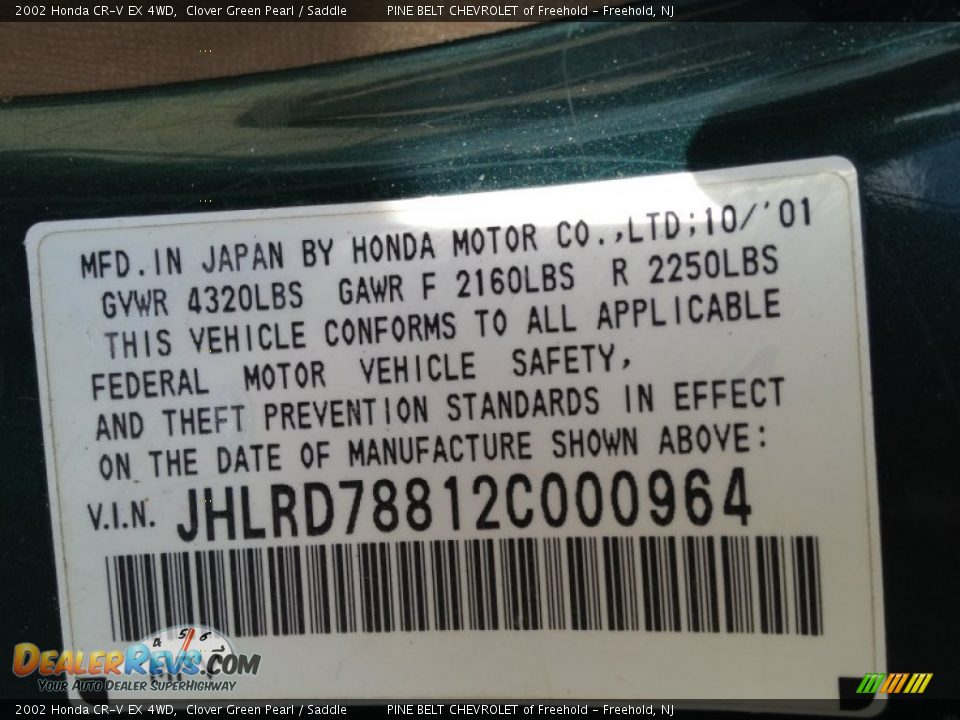 2002 Honda CR-V EX 4WD, Clover Green Pearl / Saddle PINE BELT CHEVROLET of Freehold - Freehold, NJ
MFD.IN JAPAN BY HONDA MOTOR CO.,LTD;10/'01
GVWR 4320LBS GAWR F 2160LBS R 2250LBS
THIS VEHICLE CONFORMS TO ALL APPLICABLE
FEDERAL MOTOR VEHICLE SAFETY,
AND THEFT PREVENTION STANDARDS IN EFFECT
ON THE DATE OF MANUFACTURE SHOWN ABOVE:
V.I.N. JHLRD78812C000964
4 5 6
DEALERREVS.COM
YOUR AUTO DEALER SUPERHIGHWAY
2002 Honda CR-V EX 4WD, Clover Green Pearl / Saddle PINE BELT CHEVROLET of Freehold - Freehold, NJ